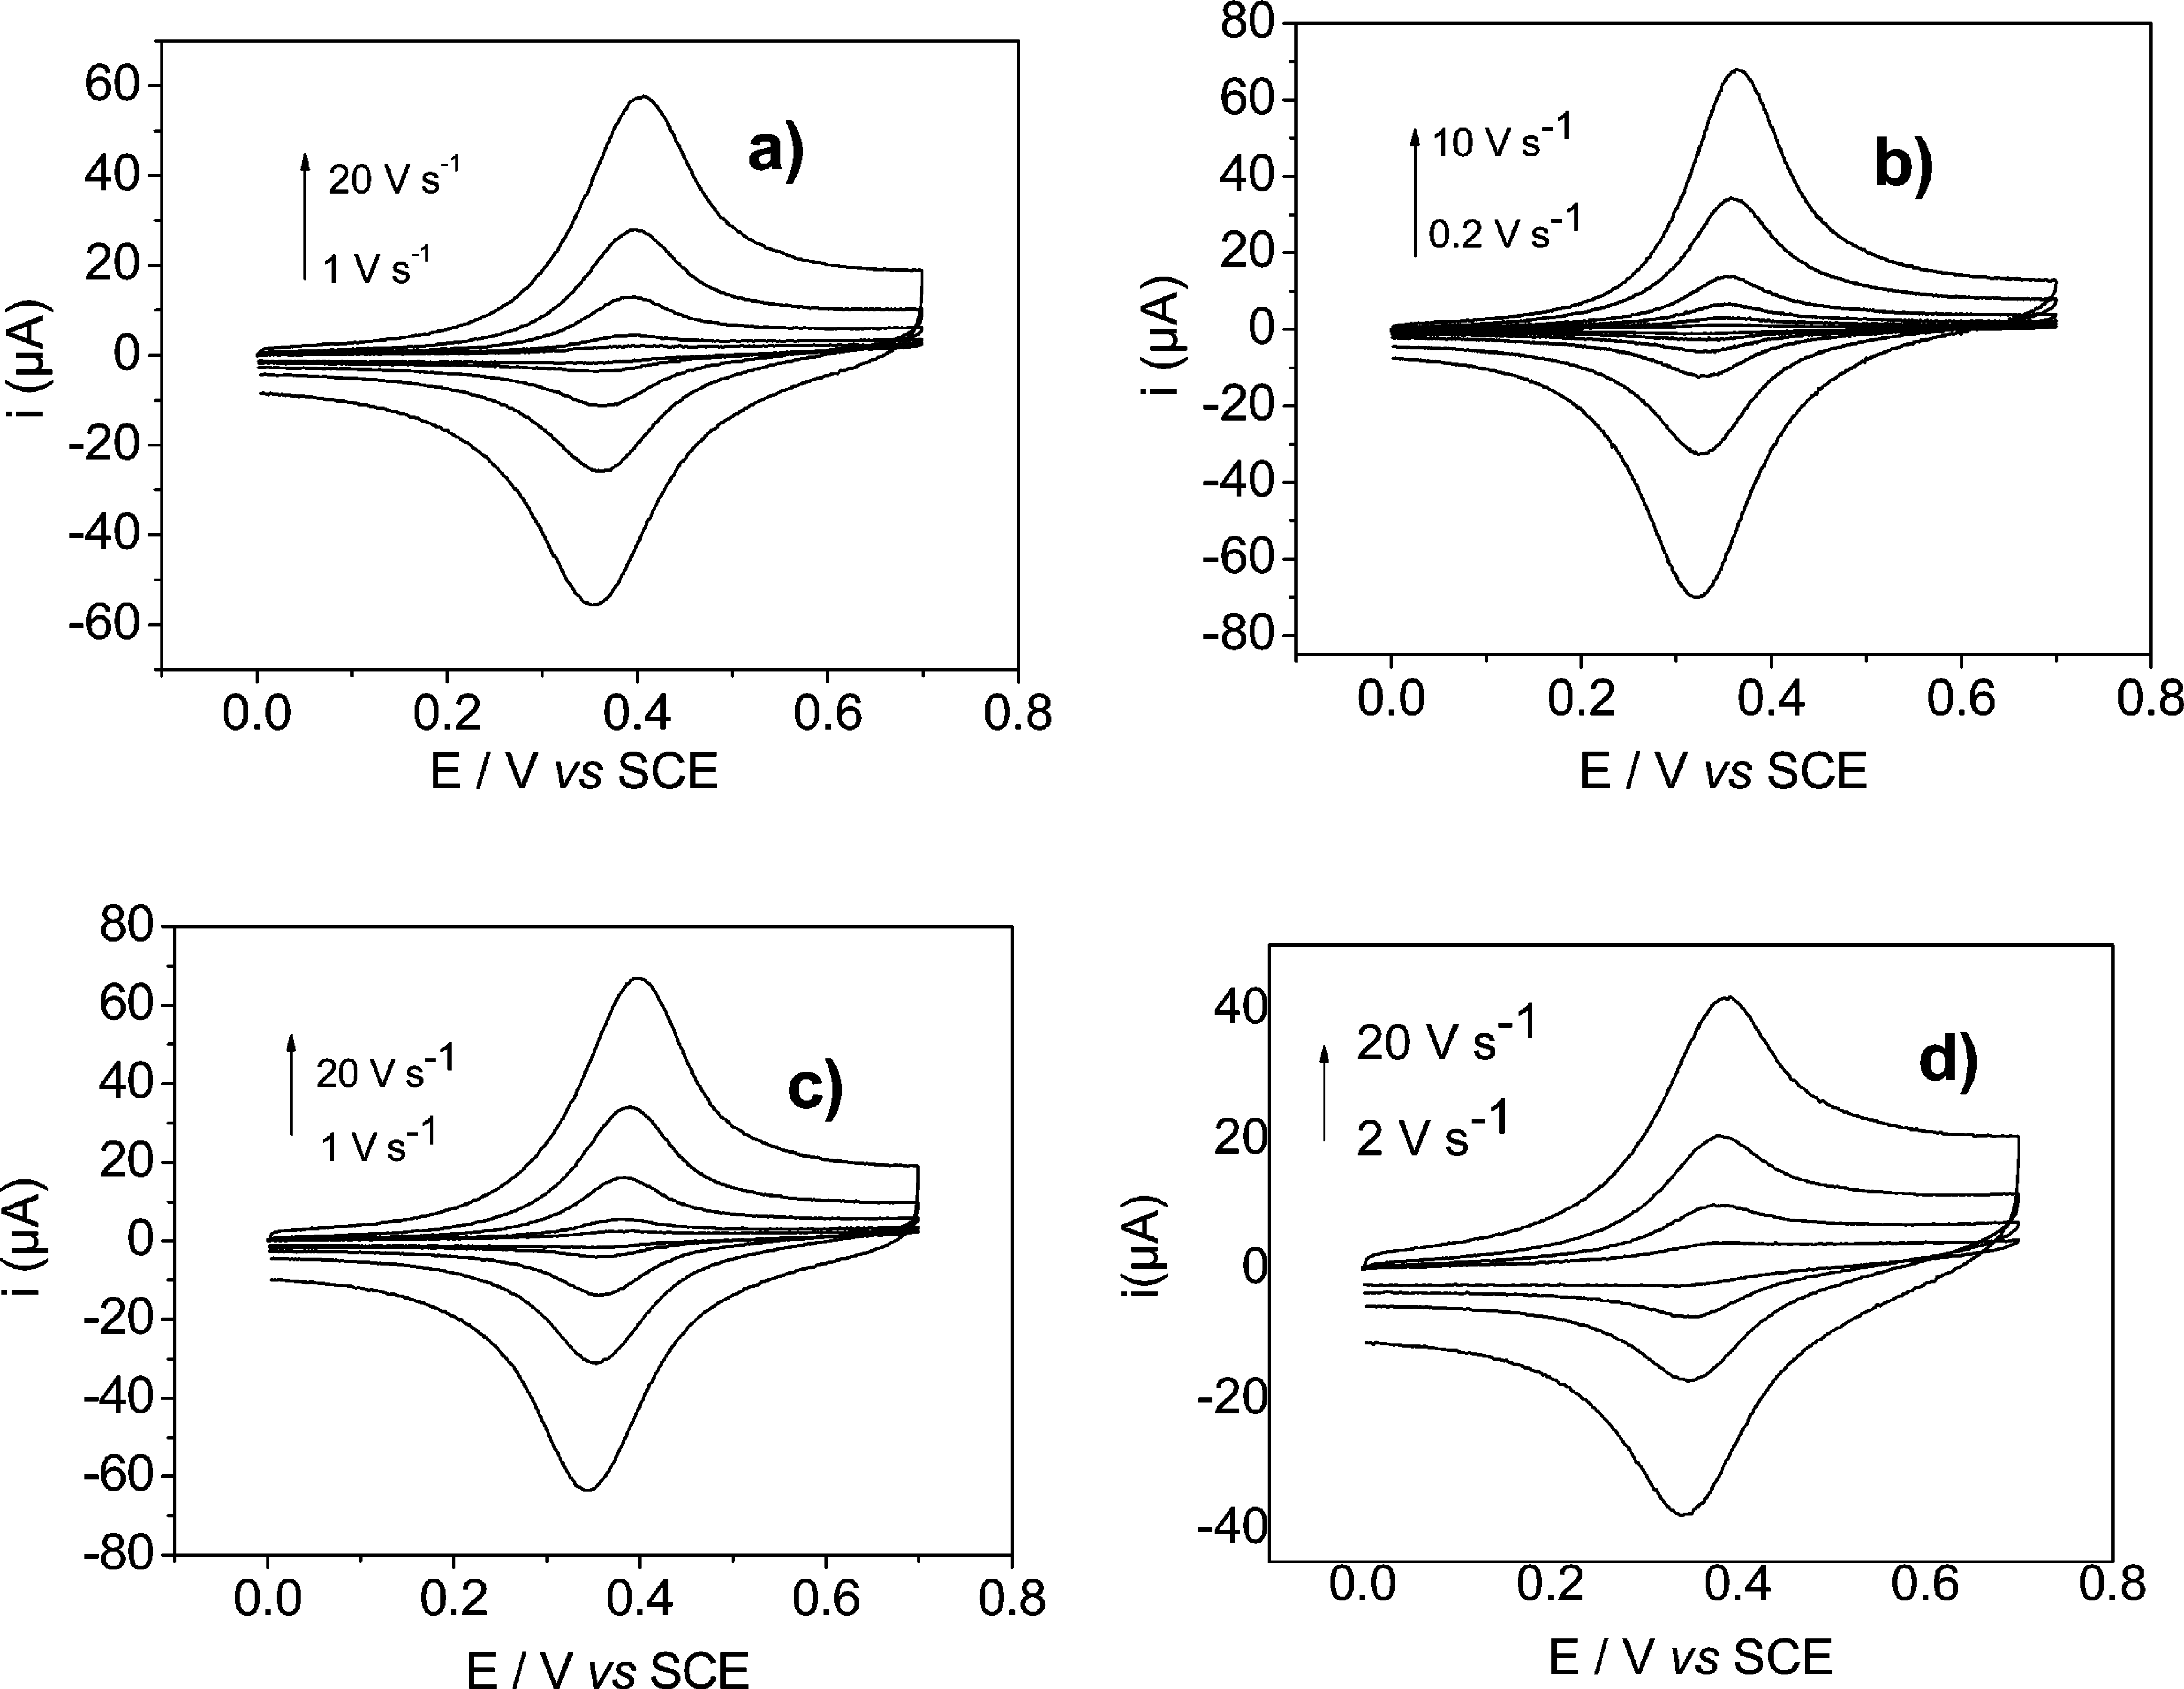 a)
20 V s⁻¹
1 V s⁻¹
60
40
20
0
-20
-40
-60
i (µA)
0.0 0.2 0.4 0.6 0.8
E / V vs SCE
b)
10 V s⁻¹
0.2 V s⁻¹
80
60
40
20
0
-20
-40
-60
-80
i (µA)
0.0 0.2 0.4 0.6 0.8
E / V vs SCE
c)
20 V s⁻¹
1 V s⁻¹
80
60
40
20
0
-20
-40
-60
-80
i (µA)
0.0 0.2 0.4 0.6 0.8
E / V vs SCE
d)
20 V s⁻¹
2 V s⁻¹
40
20
0
-20
-40
i(µA)
0.0 0.2 0.4 0.6 0.8
E / V vs SCE